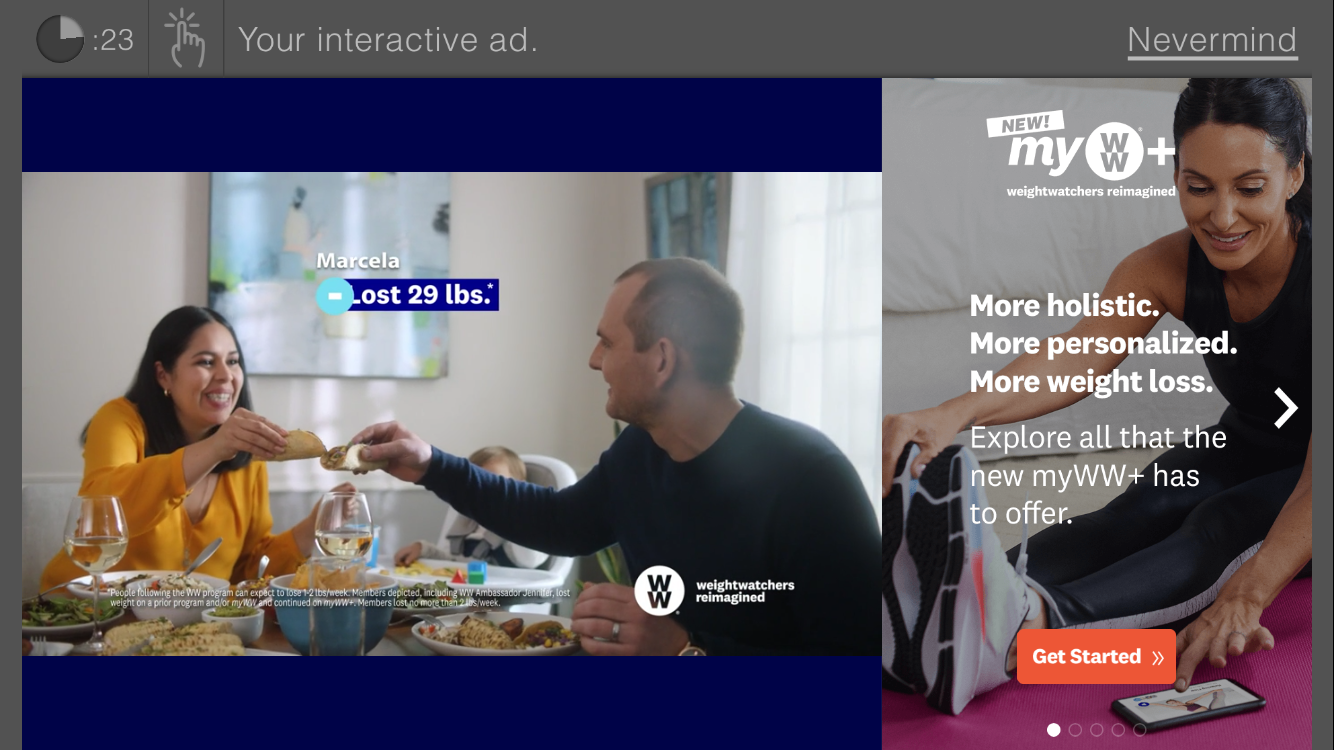 :23
Your interactive ad.
Nevermind
Marcela
Lost 29 lbs.*
*People following the WW program can expect to lose 1-2 lbs/week. Members depicted, including WW Ambassador Jennifer, lost
weight on a prior program and/or myWW and continued on myWW+. Members lost no more than 2 lbs/week.
WW
weightwatchers
reimagined
NEW!
myWW+
weightwatchers reimagined
More holistic.
More personalized.
More weight loss.
Explore all that the
new myWW+ has
to offer.
Get Started »